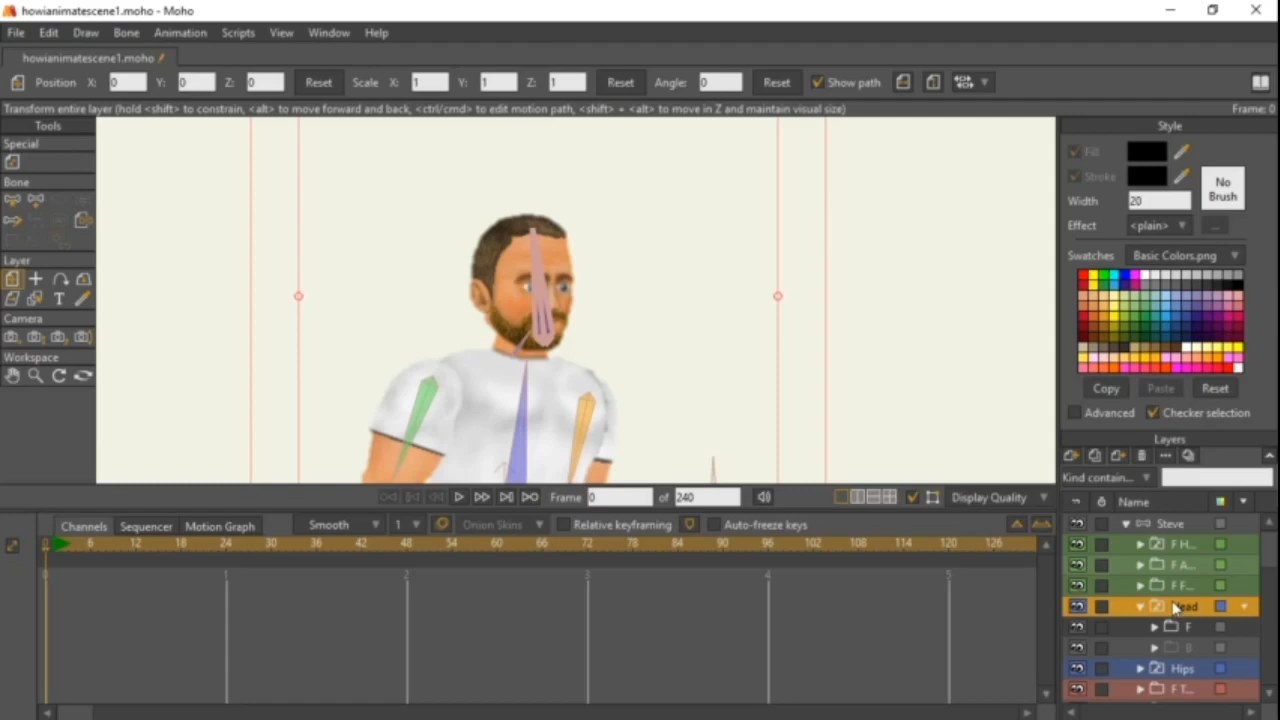 howianimatescene1.moho - Moho
File Edit Draw Bone Animation Scripts View Window Help
howianimatescene1.moho
Position X: 0 Y: 0 Z: 0 Reset Scale X: 1 Y: 1 Z: 1 Reset Angle: 0 Reset Show path
Transform entire layer (hold <shift> to constrain, <alt> to move forward and back, <ctrl/cmd> to edit motion path, <shift> + <alt> to move in Z and maintain visual size) Frame: 0
Tools
Special
Bone
Layer
T
Camera
Workspace
Style
Fill
Stroke
No
Brush
Width 20
Effect <plain> ...
Swatches Basic Colors.png
Copy Paste Reset
Advanced Checker selection
Layers
Kind contain...
Name
Steve
F H...
F A...
F F...
Head
F
B
Hips
F T...
Frame 0 of 240 Display Quality
Channels Sequencer Motion Graph Smooth 1 Onion Skins Relative keyframing Auto-freeze keys
0 6 12 18 24 30 36 42 48 54 60 66 72 78 84 90 96 102 108 114 120 126
0 1 2 3 4 5